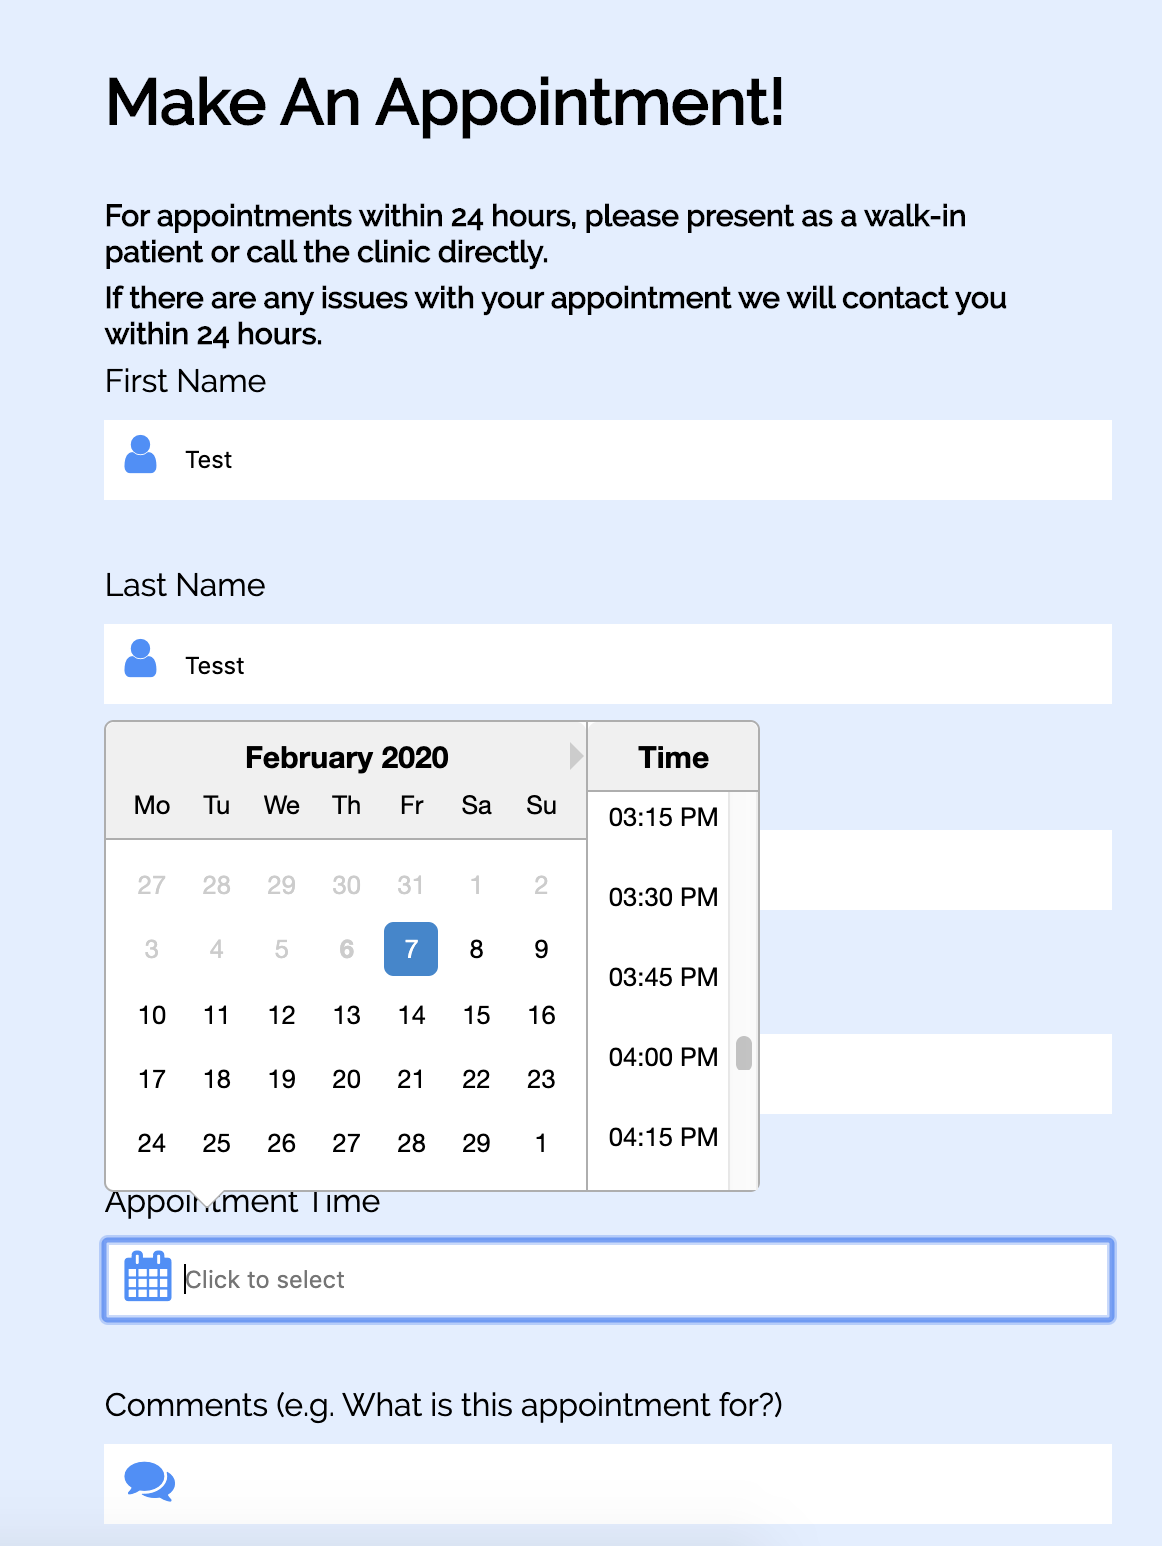 Make An Appointment!
For appointments within 24 hours, please present as a walk-in
patient or call the clinic directly.
If there are any issues with your appointment we will contact you
within 24 hours.
First Name
Test
Last Name
Tesst
February 2020
Mo Tu We Th Fr Sa Su
27 28 29 30 31 1 2
3 4 5 6 7 8 9
10 11 12 13 14 15 16
17 18 19 20 21 22 23
24 25 26 27 28 29 1
Time
03:15 PM
03:30 PM
03:45 PM
04:00 PM
04:15 PM
Appointment Time
Click to select
Comments (e.g. What is this appointment for?)